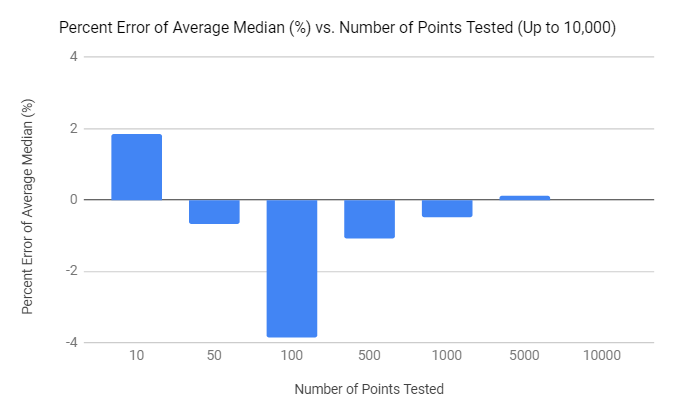 Percent Error of Average Median (%) vs. Number of Points Tested (Up to 10,000)
Percent Error of Average Median (%)
4
2
0
-2
-4
10 50 100 500 1000 5000 10000
Number of Points Tested